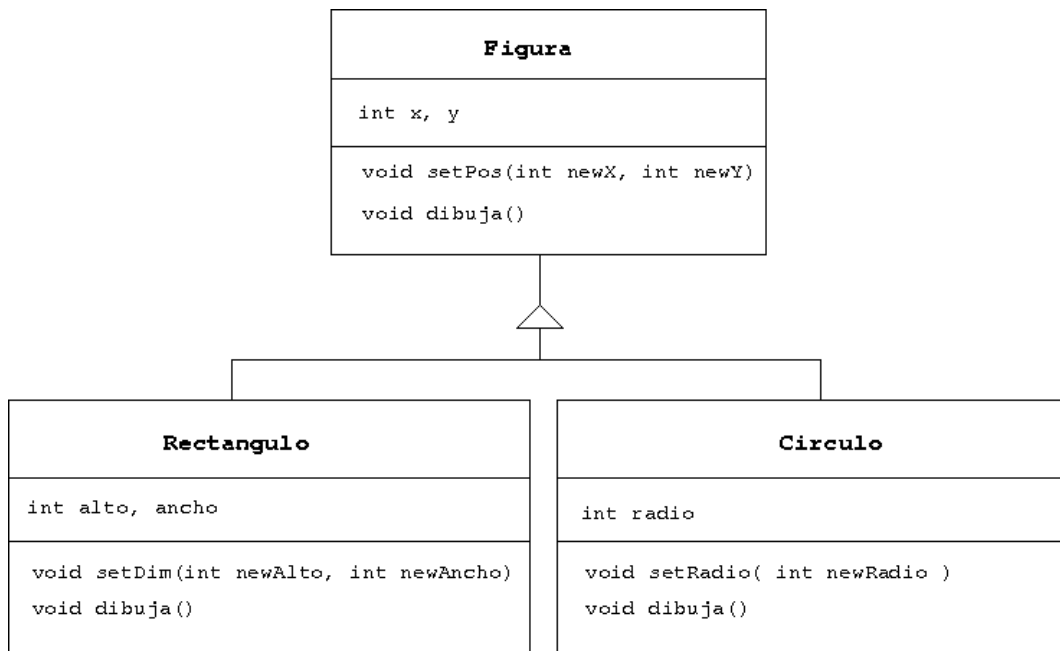 Figura
int x, y
void setPos(int newX, int newY)
void dibuja()
Rectangulo
int alto, ancho
void setDim(int newAlto, int newAncho)
void dibuja()
Circulo
int radio
void setRadio( int newRadio )
void dibuja()